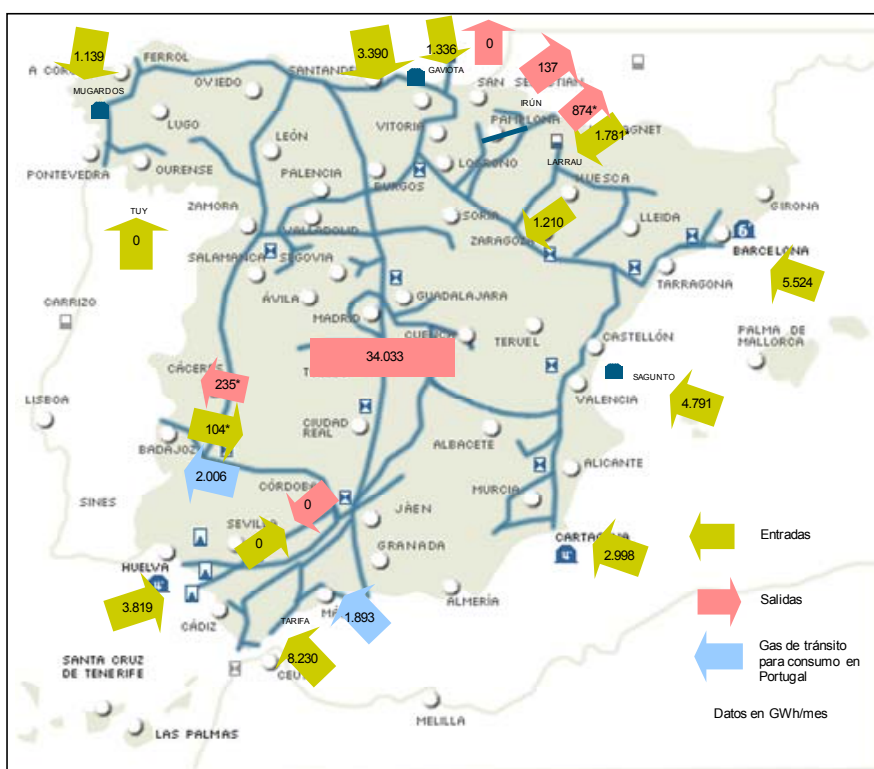 1.139
3.390
1.336
0
137
874*
1.781*
FERROL
MUGARDOS
OVIEDO
GAVIOTA
SAN
IRÚN
LUGO
VITORIA
PAMPLONA
LEÓN
LARRAU
PONTEVEDRA
OURENSE
PALENCIA
BURGOS
LOGROÑO
HUESCA
GIRONA
TUY
0
ZAMORA
VALLADOLID
SORIA
1.210
LLEIDA
BARCELONA
SALAMANCA
SEGOVIA
TARRAGONA
5.524
CARRIZO
ÁVILA
GUADALAJARA
MADRID
CUENCA
TERUEL
CASTELLÓN
PALMA DE
MALLORCA
34.033
CÁCERES
235*
SAGUNTO
VALENCIA
4.791
LISBOA
104*
CIUDAD
REAL
ALBACETE
BADAJOZ
2.006
ALICANTE
SINES
CÓRDOBA
0
MURCIA
SEVILLA
0
JÁEN
CARTAGENA
2.998
Entradas
HUELVA
GRANADA
3.819
CÁDIZ
TARIFA
1.893
ALMERÍA
Salidas
8.230
Gas de tránsito
para consumo en
Portugal
SANTA CRUZ
DE TENERIFE
MELILLA
Datos en GWh/mes
LAS PALMAS